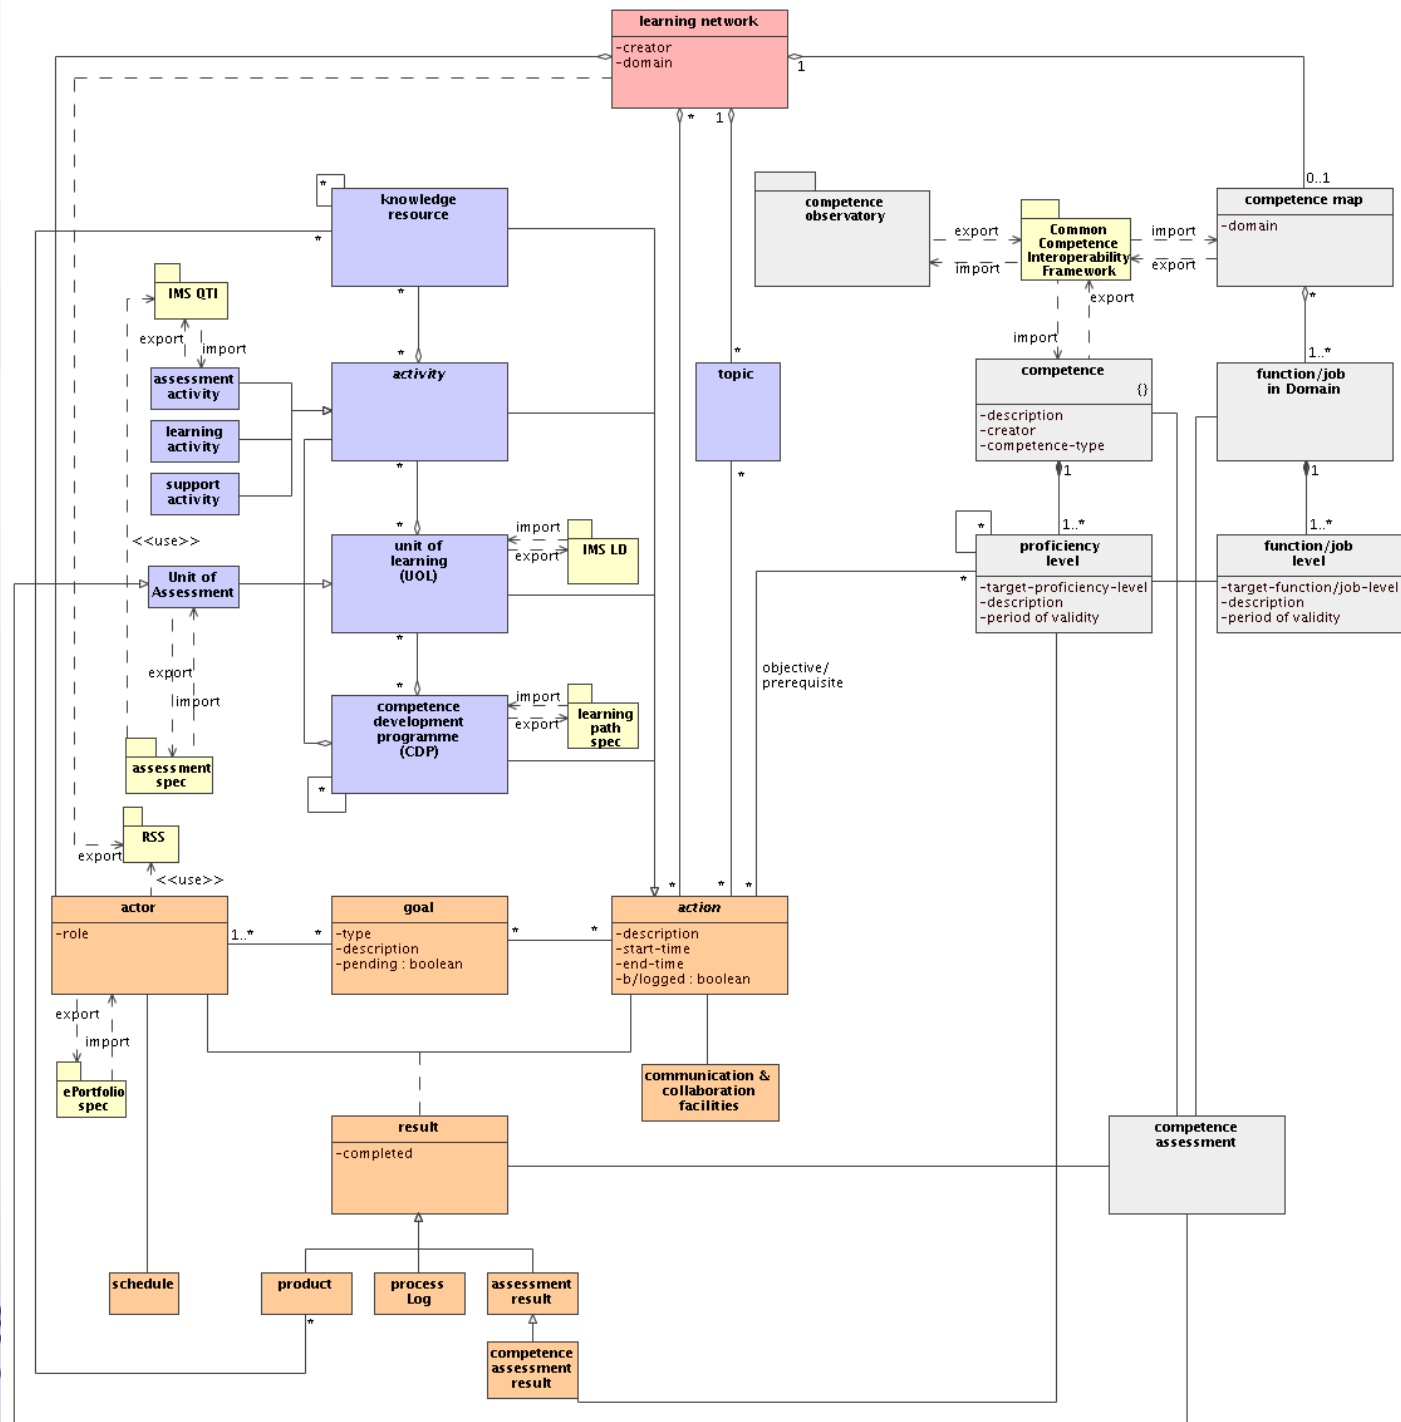 learning network
-creator
-domain
1
*
1
0..1
*
knowledge
resource
*
competence
observatory
export
import
Common
Competence
Interoperability
Framework
import
export
competence map
-domain
IMS QTI
export
import
*
*
export
import
*
1..*
assessment
activity
learning
activity
support
activity
activity
*
topic
*
competence
{}
-description
-creator
-competence-type
function/job
in Domain
*
1
1
<<use>>
*
import
export
IMS LD
*
1..*
1..*
Unit of
Assessment
unit of
learning
(UOL)
*
proficiency
level
-target-proficiency-level
-description
-period of validity
function/job
level
-target-function/job-level
-description
-period of validity
*
export
import
*
objective/
prerequisite
competence
development
programme
(CDP)
import
export
learning
path
spec
assessment
spec
*
RSS
export
<<use>>
*
*
*
actor
-role
1..*
*
goal
-type
-description
-pending : boolean
*
*
action
-description
-start-time
-end-time
-b/logged : boolean
export
import
ePortfolio
spec
communication &
collaboration
facilities
result
-completed
competence
assessment
schedule
product
*
process
Log
assessment
result
competence
assessment
result